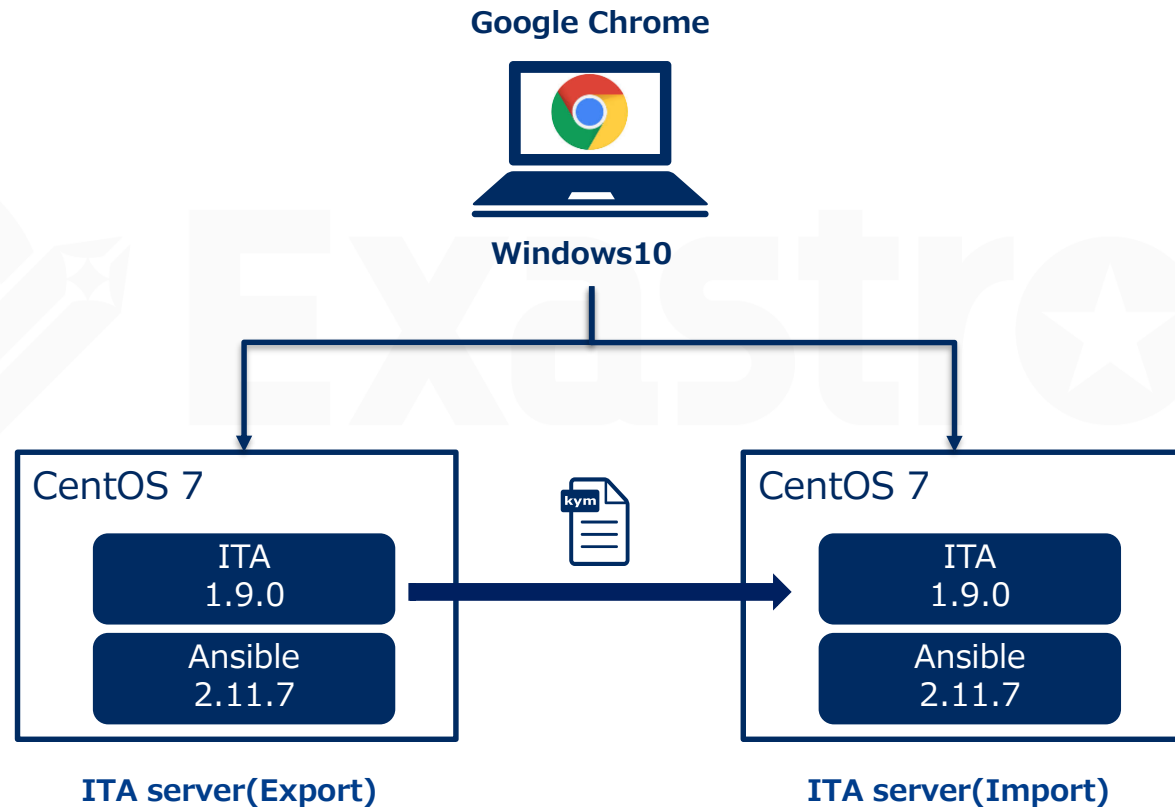 Google Chrome
Windows10
Exastro
CentOS 7
ITA
1.9.0
Ansible
2.11.7
ITA server(Export)
kym
CentOS 7
ITA
1.9.0
Ansible
2.11.7
ITA server(Import)